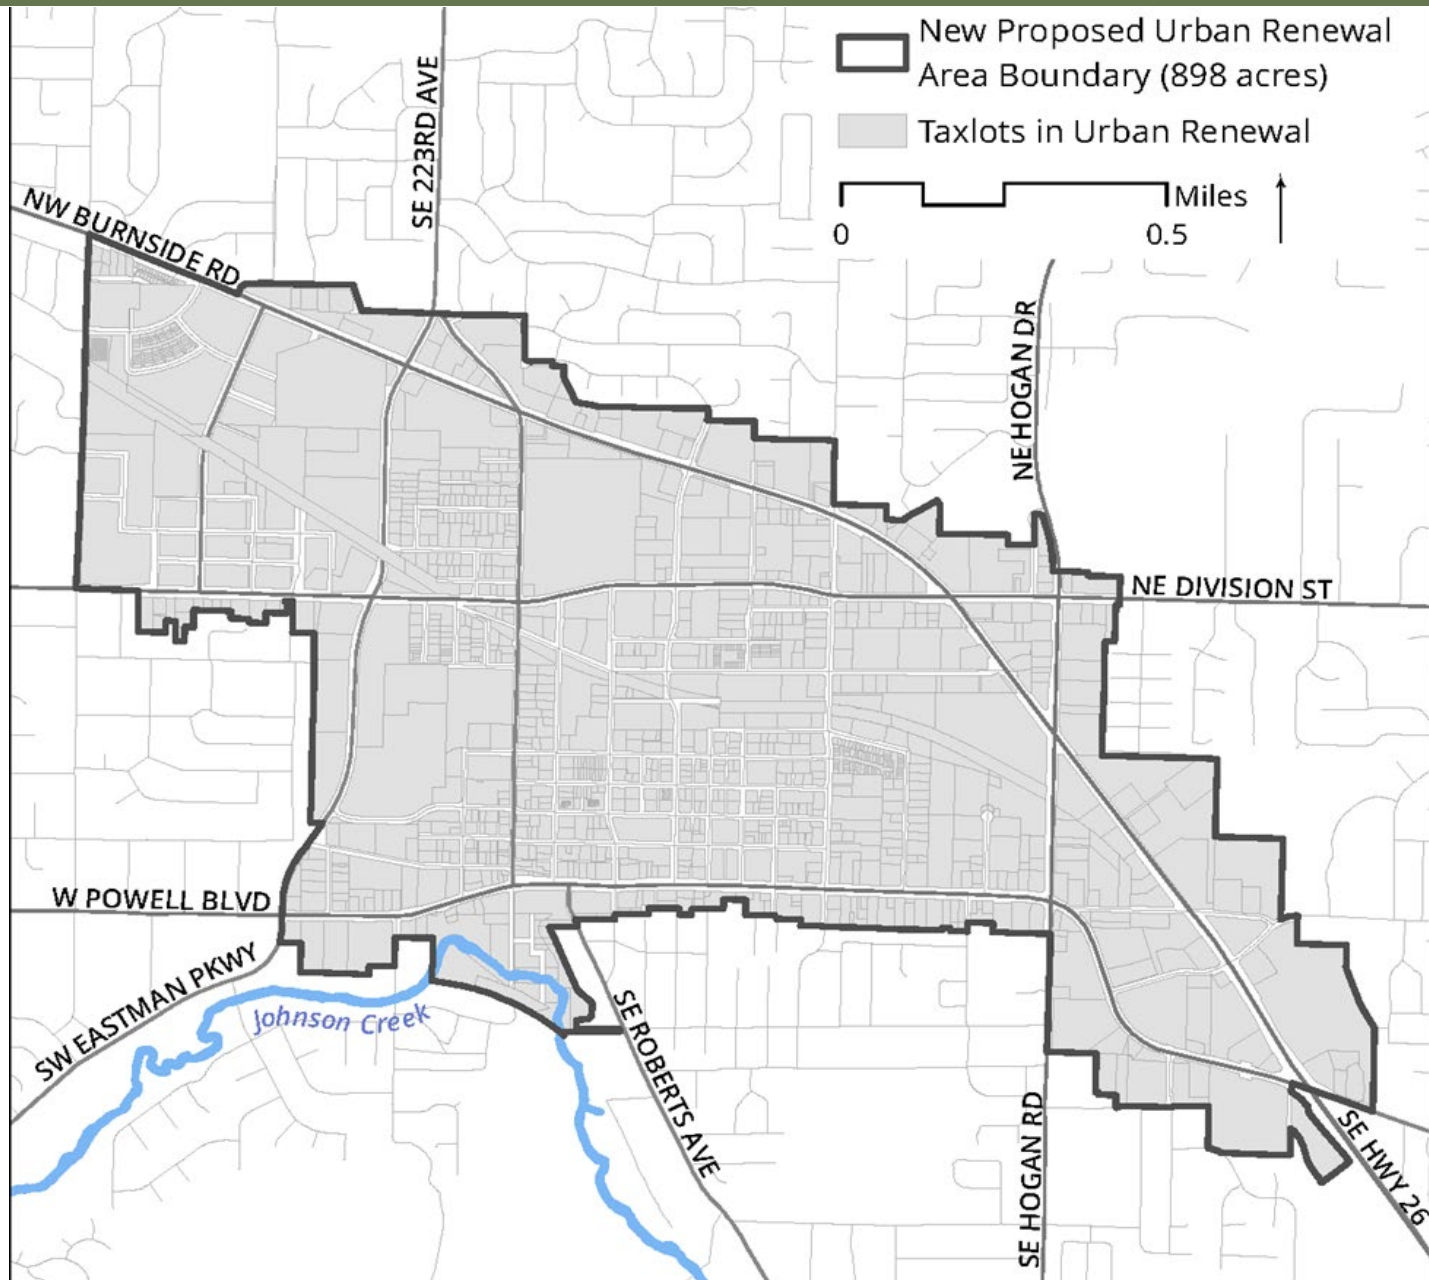 New Proposed Urban Renewal
Area Boundary (898 acres)
Taxlots in Urban Renewal
Miles
0 0.5
SE 223RD AVE
NW BURNSIDE RD
NE HOGAN DR
NE DIVISION ST
W POWELL BLVD
SW EASTMAN PKWY
Johnson Creek
SE ROBERTS AVE
SE HOGAN RD
SE HWY 26